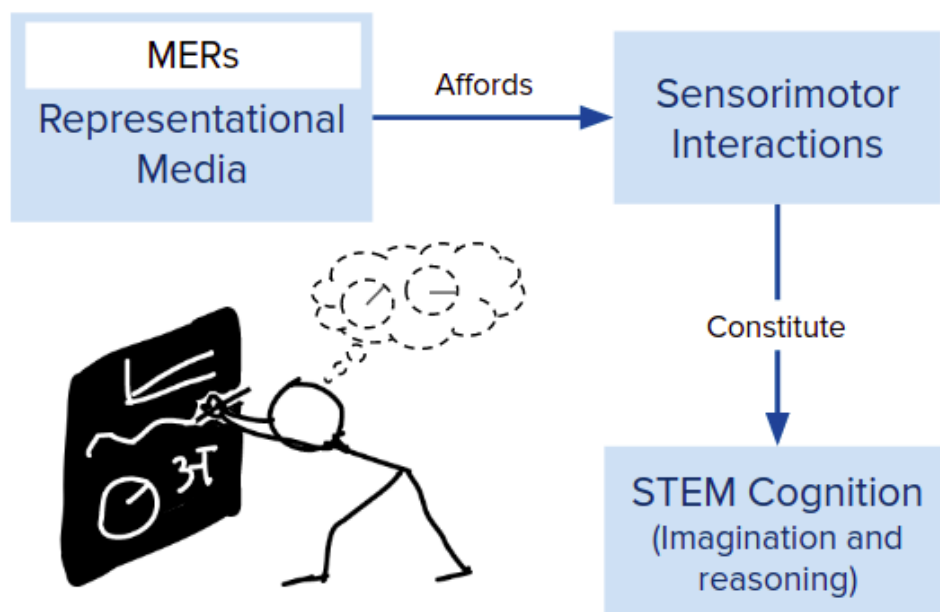 MERs
Representational
Media
Affords
Sensorimotor
Interactions
Constitute
STEM Cognition
(Imagination and
reasoning)
अ